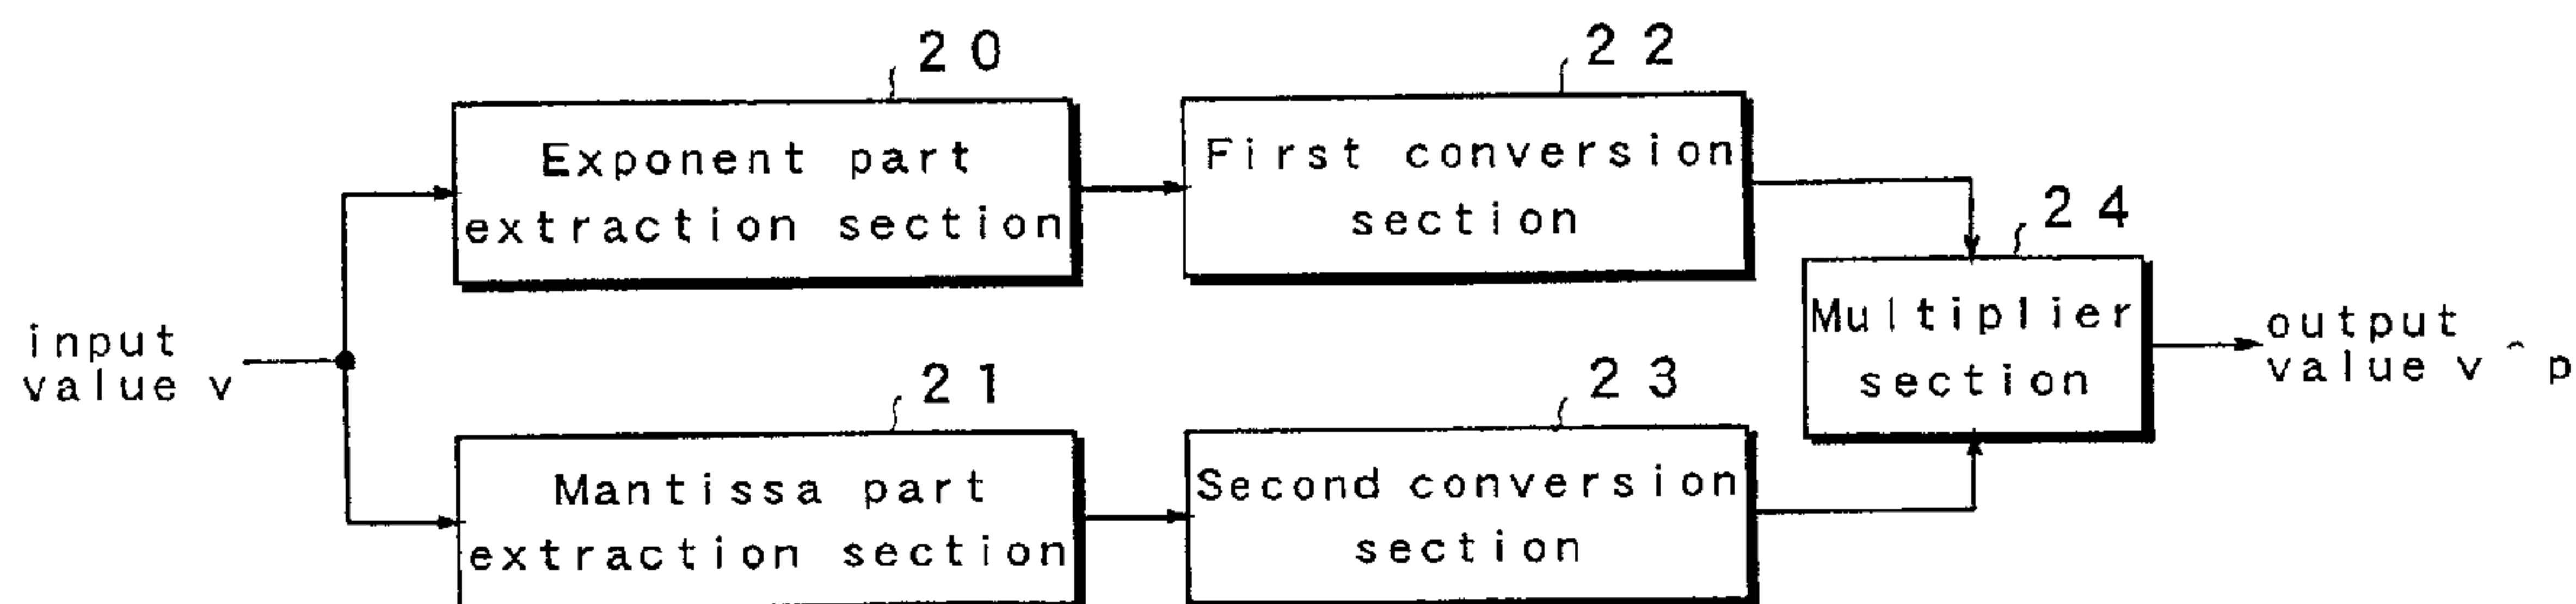 20
Exponent part
extraction section
22
First conversion
section
24
Multiplier
section
input
value v
output
value v ^ p
21
Mantissa part
extraction section
23
Second conversion
section